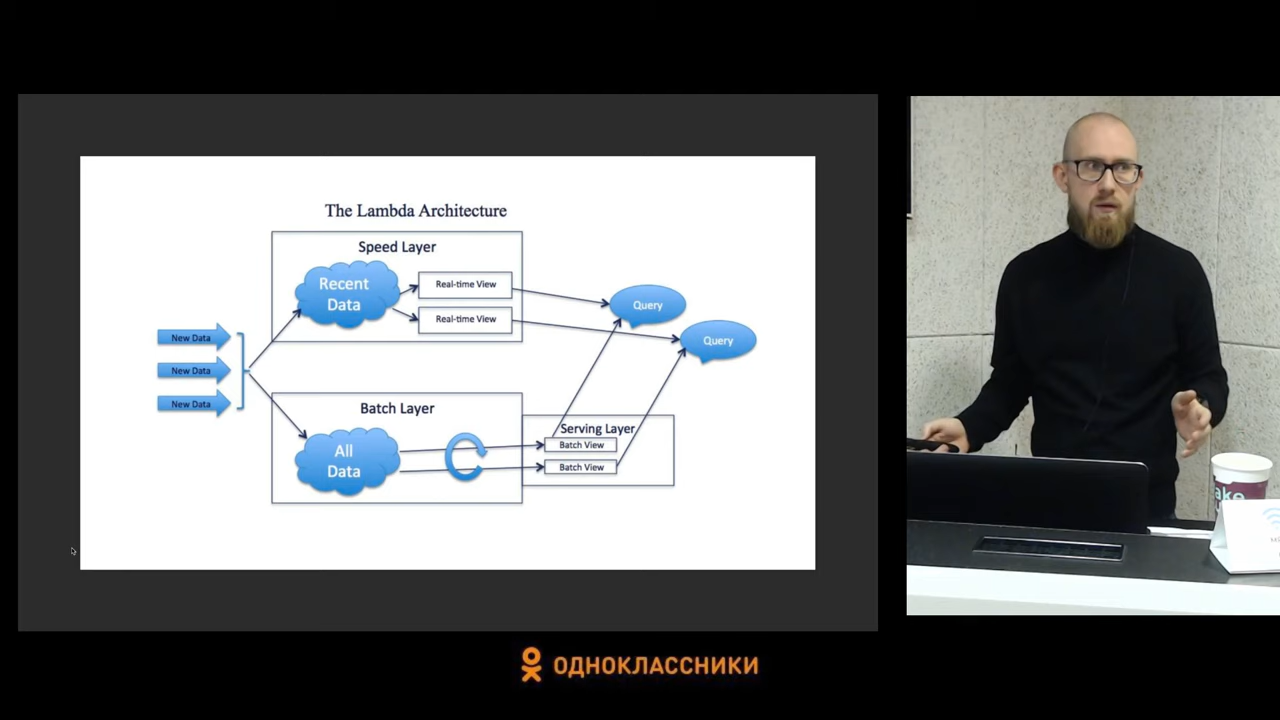 The Lambda Architecture
Speed Layer
Recent
Data
Real-time View
Real-time View
Query
Query
New Data
New Data
New Data
Batch Layer
All
Data
Serving Layer
Batch View
Batch View
ake
ОДНОКЛАССНИКИ